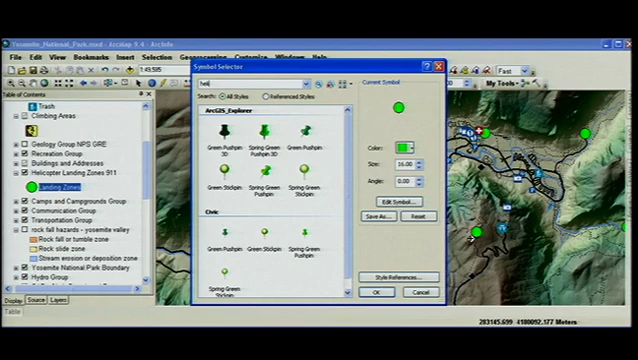 Yosemite_National_Park.mxd - ArcMap 9.4 - ArcInfo
File Edit View Bookmarks Insert Selection Geoprocessing Customize Windows Help
1:49,595
Fast
My Tools
Table of Contents
Trash
Climbing Areas
Geology Group NPS GRE
Recreation Group
Buildings and Addresses
Helicopter Landing Zones 911
Landing Zones
Camps and Campgrounds Group
Communication Group
Transportation Group
rock fall hazards - yosemite valley
Rock fall or tumble zone
Rock slide zone
Stream erosion or deposition zone
Yosemite National Park Boundary
Hydro Group
Display Source Layers
Table
Symbol Selector
heli
Search: All Styles Referenced Styles
ArcGIS_Explorer
Green Pushpin 3D
Spring Green Pushpin 3D
Green Pushpin
Green Stickpin
Spring Green Pushpin
Spring Green Stickpin
Civic
Green Pushpin
Green Stickpin
Spring Green Pushpin
Spring Green Stickpin
Current Symbol
Color:
Size: 16.00
Angle: 0.00
Edit Symbol...
Save As... Reset
Style References...
OK Cancel
283145.699 4180092.177 Meters